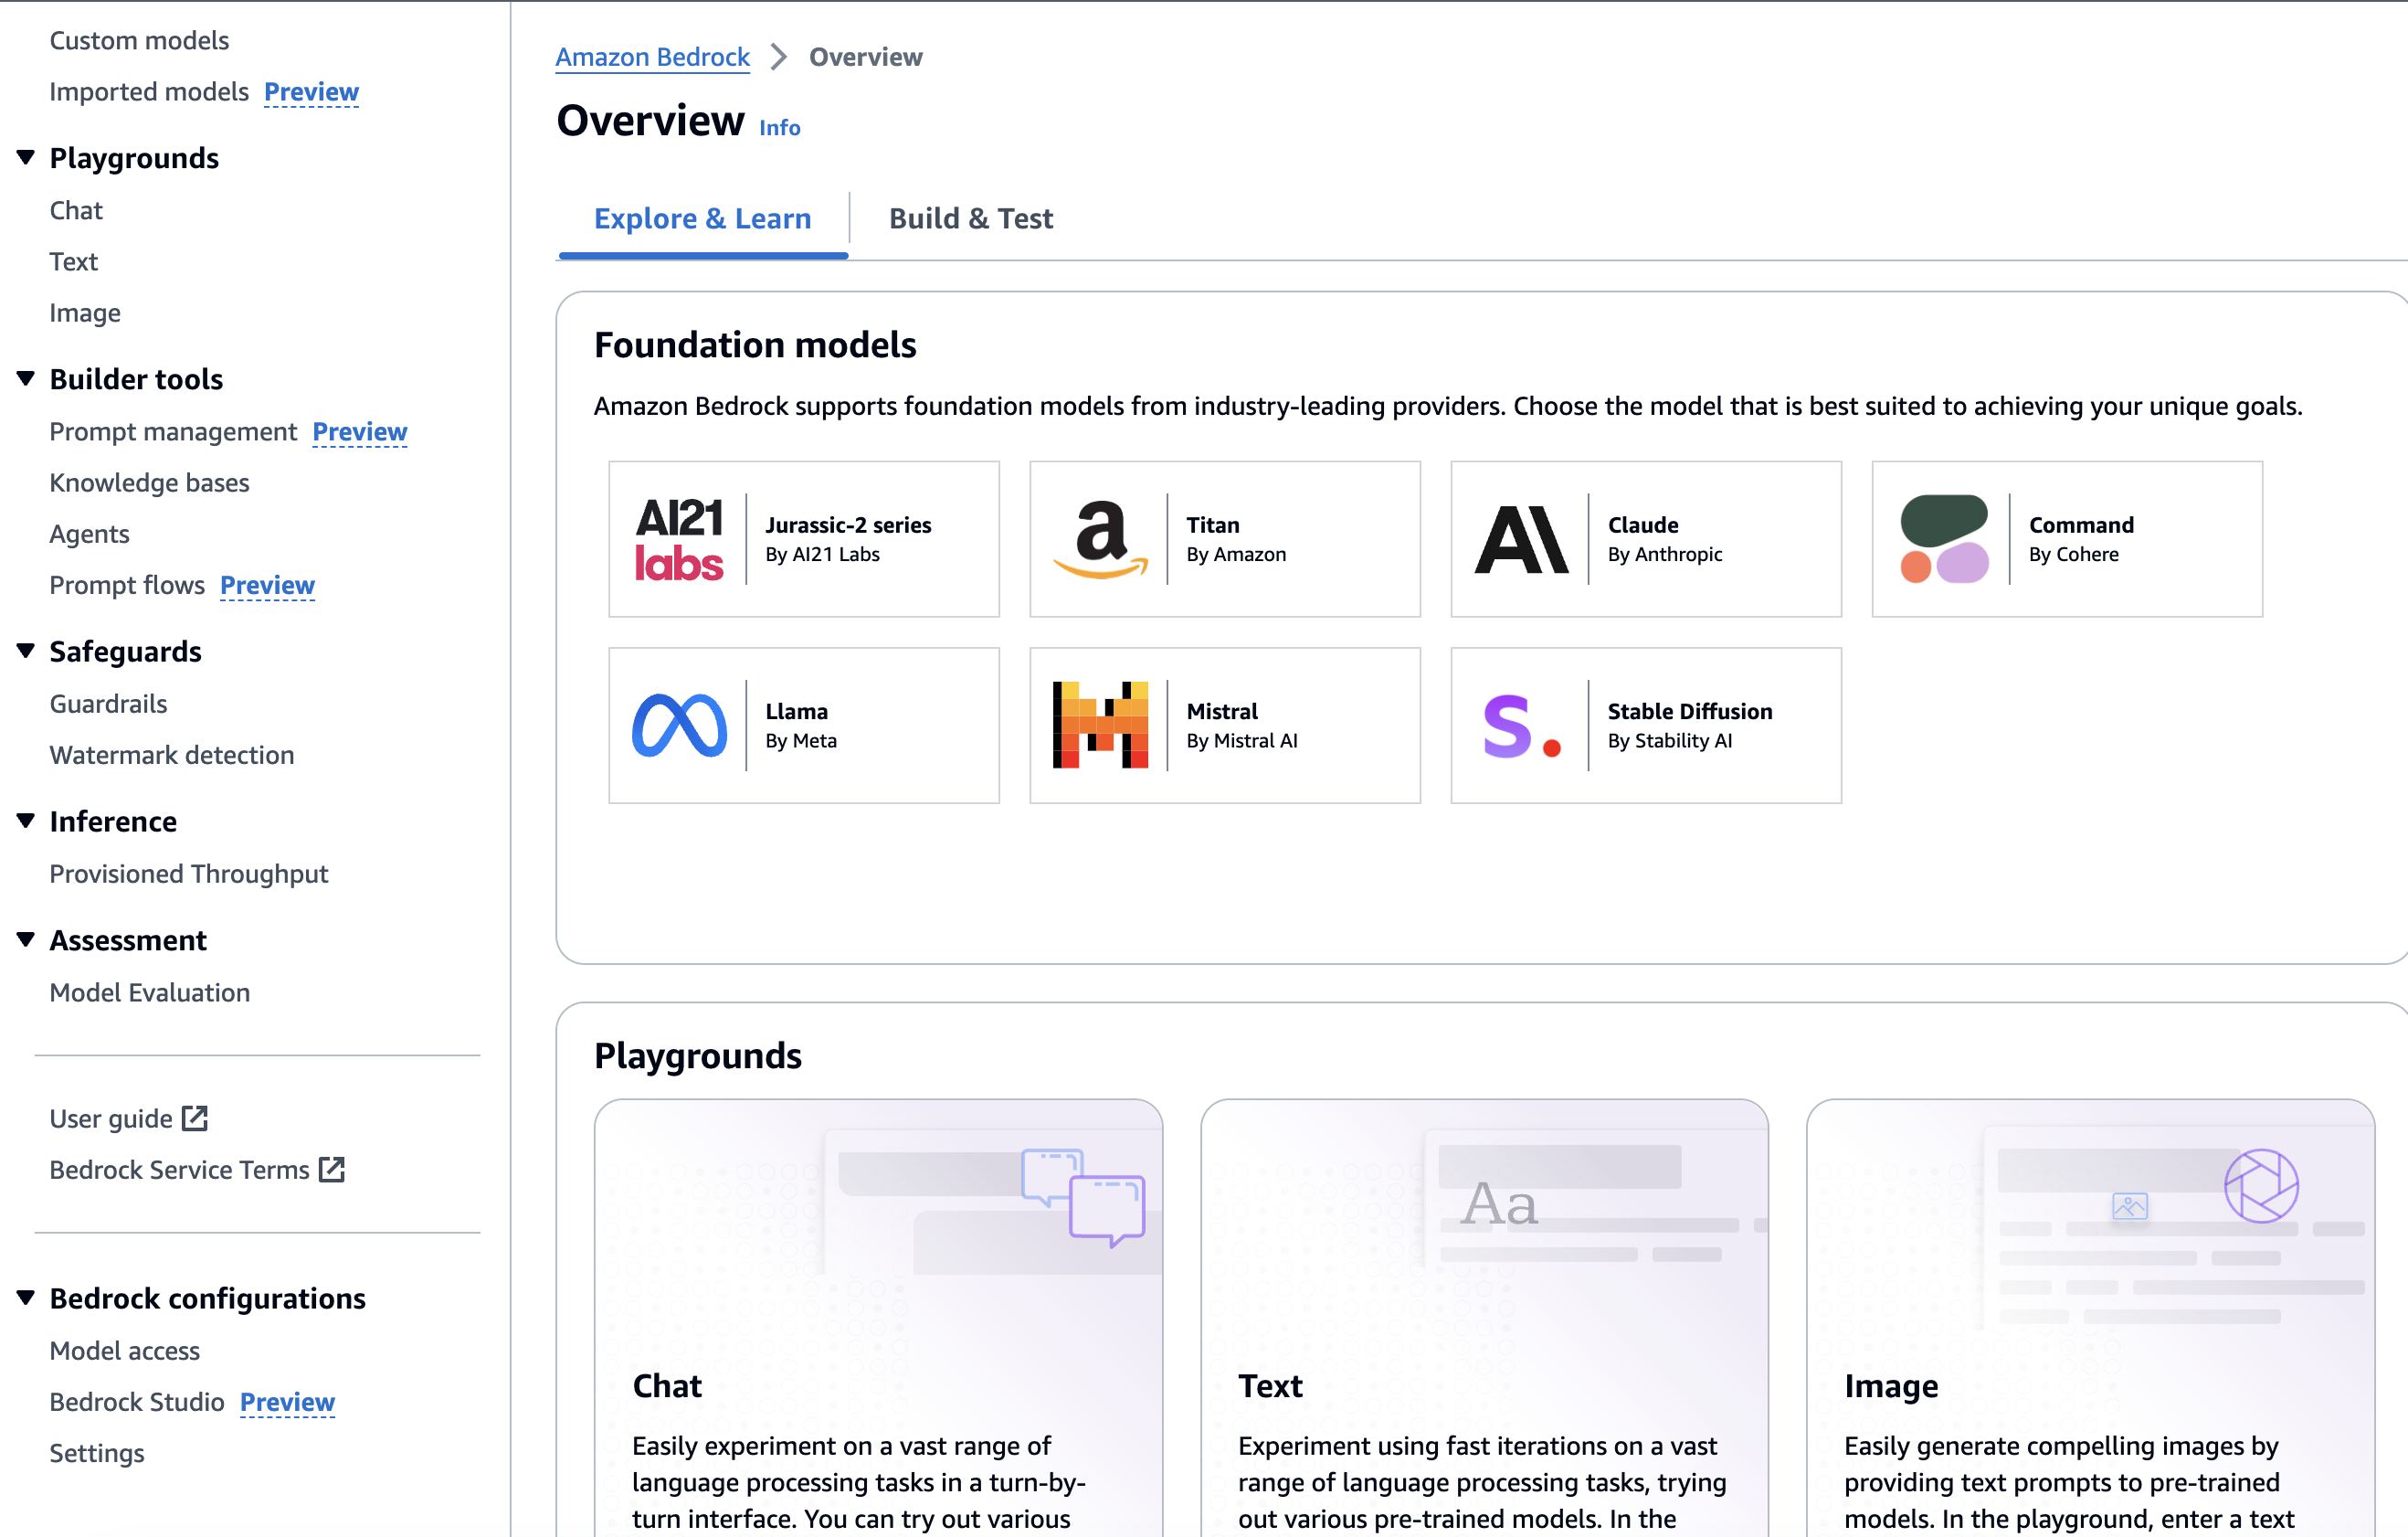 Custom models
Imported models Preview
Playgrounds
Chat
Text
Image
Builder tools
Prompt management Preview
Knowledge bases
Agents
Prompt flows Preview
Safeguards
Guardrails
Watermark detection
Inference
Provisioned Throughput
Assessment
Model Evaluation
User guide
Bedrock Service Terms
Bedrock configurations
Model access
Bedrock Studio Preview
Settings
Amazon Bedrock > Overview
Overview Info
Explore & Learn
Build & Test
Foundation models
Amazon Bedrock supports foundation models from industry-leading providers. Choose the model that is best suited to achieving your unique goals.
AI21
labs
Jurassic-2 series
By AI21 Labs
a
Titan
By Amazon
A\
Claude
By Anthropic
Command
By Cohere
Llama
By Meta
Mistral
By Mistral AI
S.
Stable Diffusion
By Stability AI
Playgrounds
Chat
Easily experiment on a vast range of
language processing tasks in a turn-by-
turn interface. You can try out various
Aa
Text
Experiment using fast iterations on a vast
range of language processing tasks, trying
out various pre-trained models. In the
Image
Easily generate compelling images by
providing text prompts to pre-trained
models. In the playground, enter a text